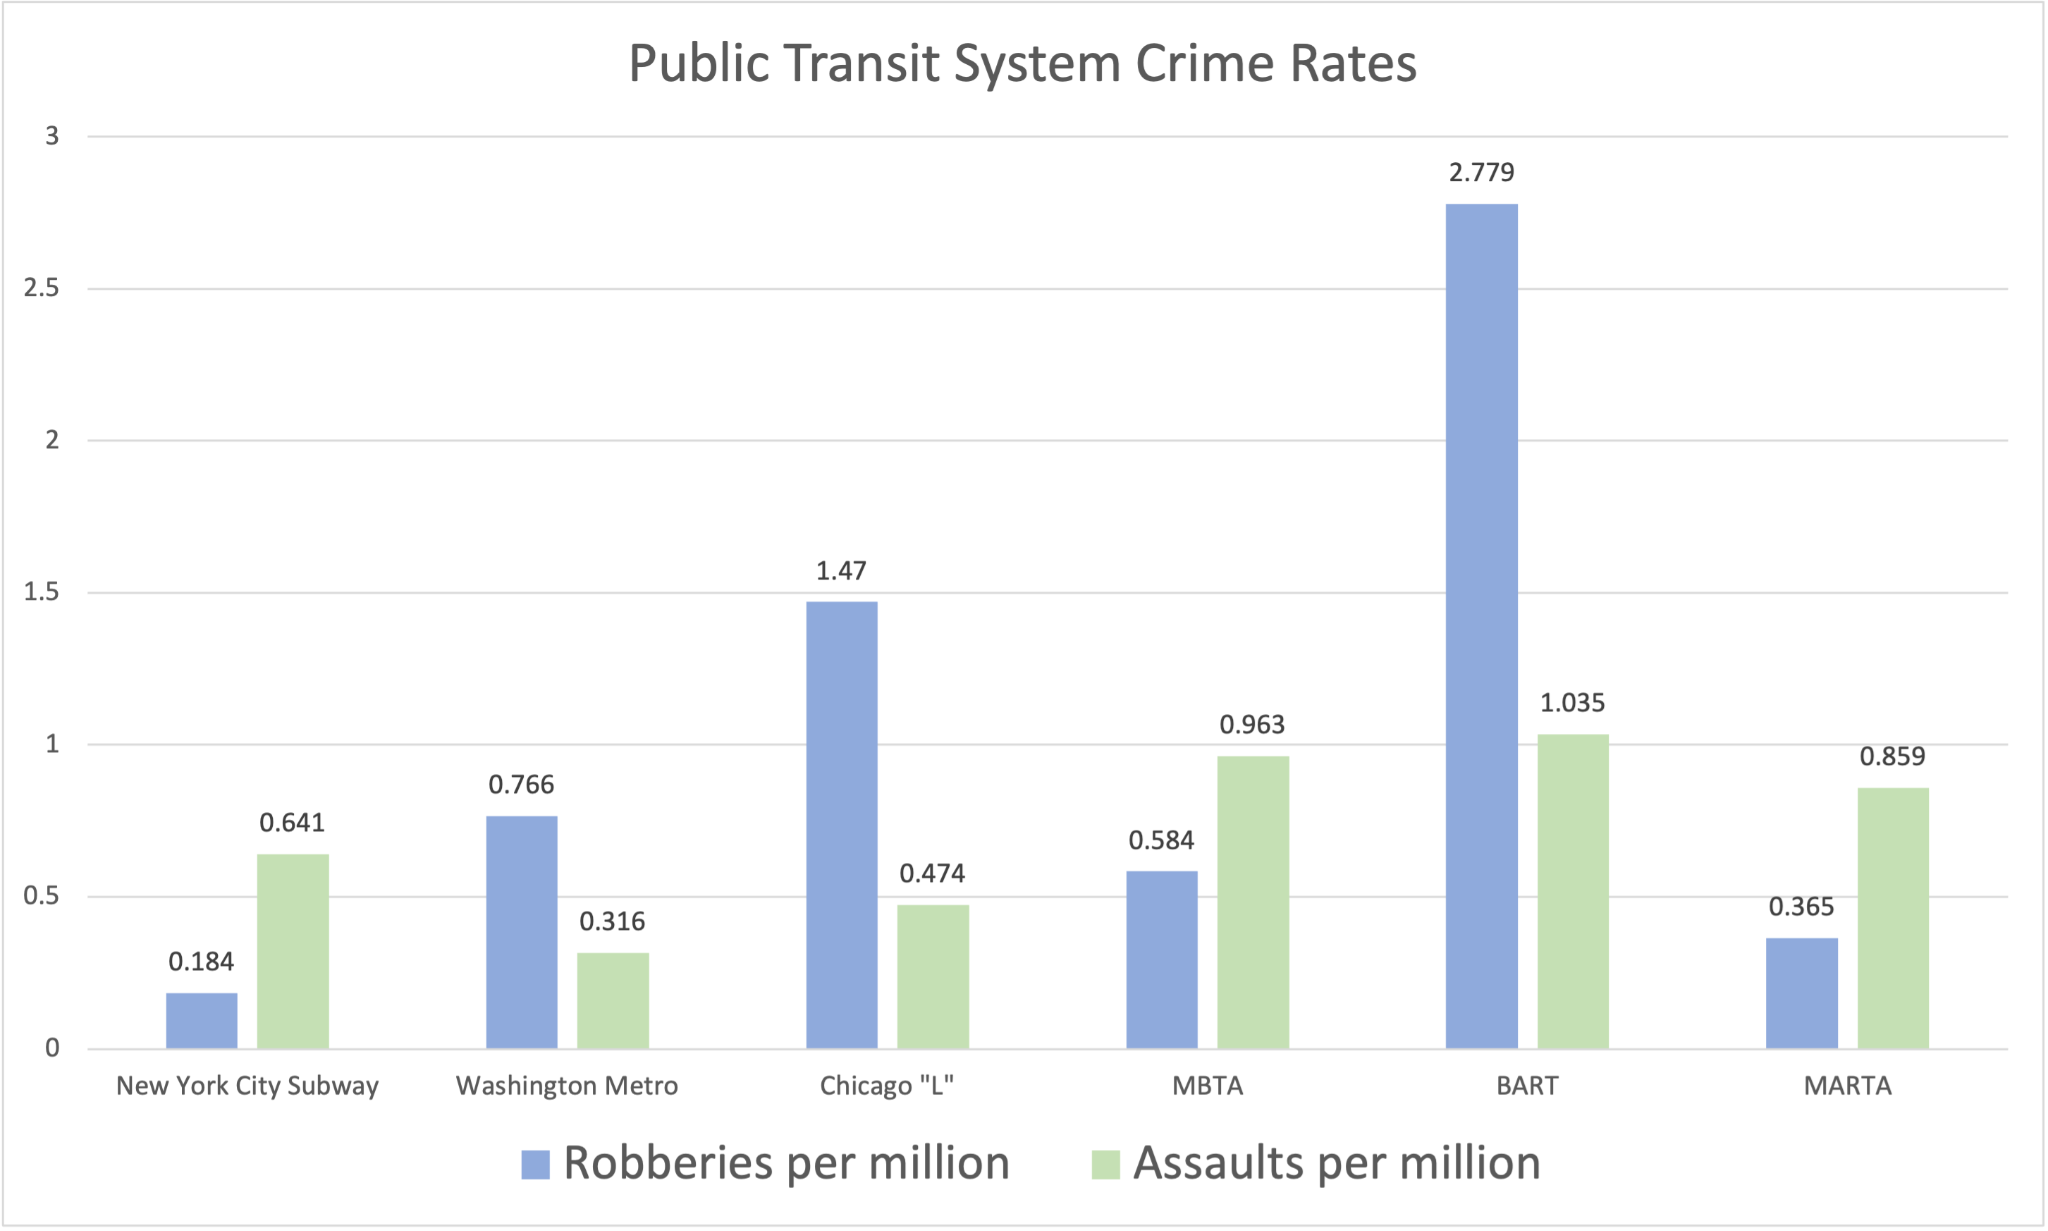 Public Transit System Crime Rates
3
2.5
2
1.5
1
0.5
0
0.184
0.641
0.766
0.316
1.47
0.474
0.584
0.963
2.779
1.035
0.365
0.859
New York City Subway
Washington Metro
Chicago "L"
MBTA
BART
MARTA
Robberies per million
Assaults per million